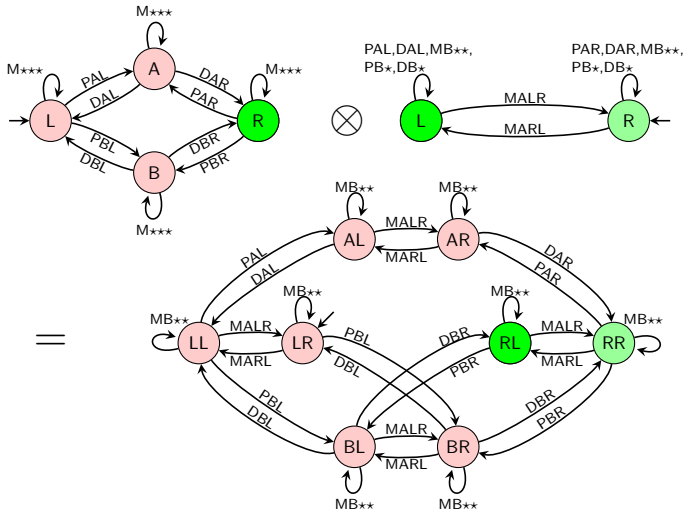 M⋆⋆⋆
M⋆⋆⋆
PAL
A
DAR
M⋆⋆⋆
DAL
PAR
L
R
PBL
DBR
DBL
B
PBR
M⋆⋆⋆
⊗
PAL,DAL,MB⋆⋆,
PB⋆,DB⋆
PAR,DAR,MB⋆⋆,
PB⋆,DB⋆
MALR
L
R
MARL
MB⋆⋆
MB⋆⋆
PAL
AL
MALR
AR
DAR
DAL
MARL
PAR
=
MB⋆⋆
MB⋆⋆
MB⋆⋆
MB⋆⋆
LL
MALR
LR
PBL
DBR
RL
MALR
RR
MARL
DBL
PBR
MARL
PBL
DBR
DBL
PBR
BL
MALR
BR
MARL
MB⋆⋆
MB⋆⋆